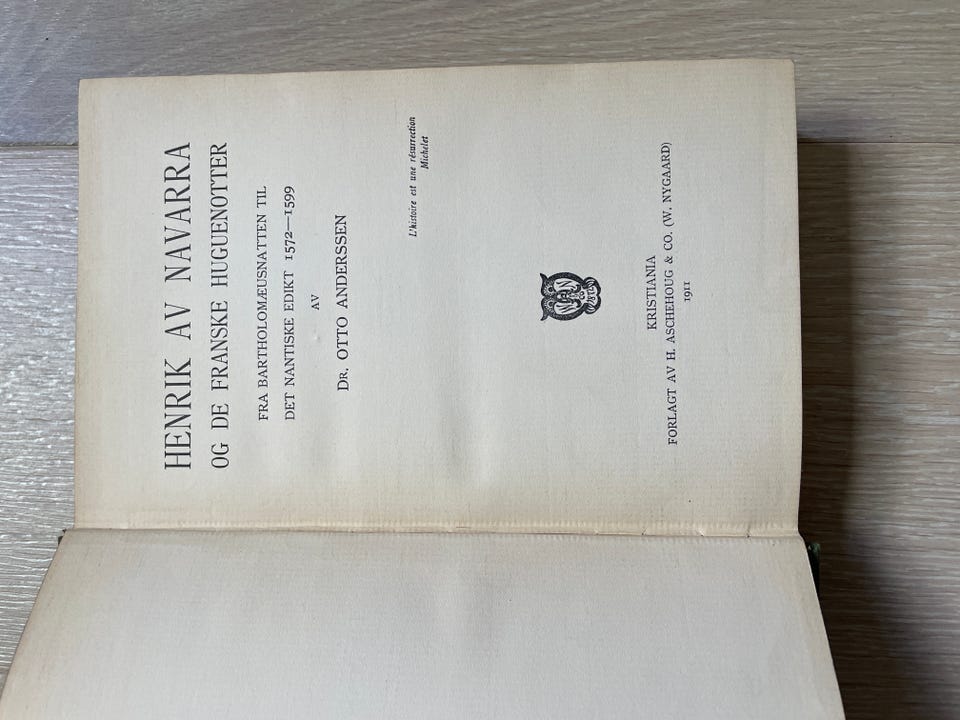 HENRIK AV NAVARRA
OG DE FRANSKE HUGUENOTTER
FRA BARTHOLOMÆUSNATTEN TIL
DET NANTISKE EDIKT 1572—1599
AV
DR. OTTO ANDERSSEN
L'histoire est une résurrection
Michelet
KRISTIANIA
FORLAGT AV H. ASCHEHOUG & CO. (W. NYGAARD)
1911